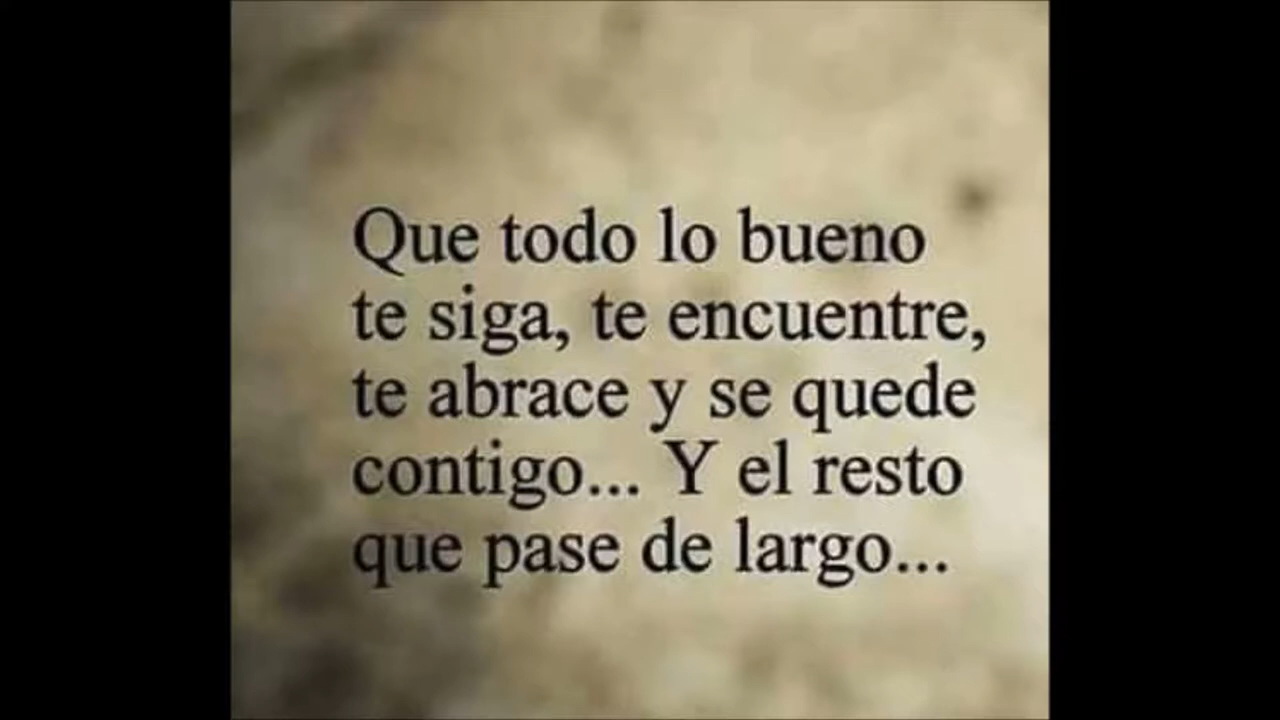 Que todo lo bueno
te siga, te encuentre,
te abrace y se quede
contigo... Y el resto
que pase de largo...